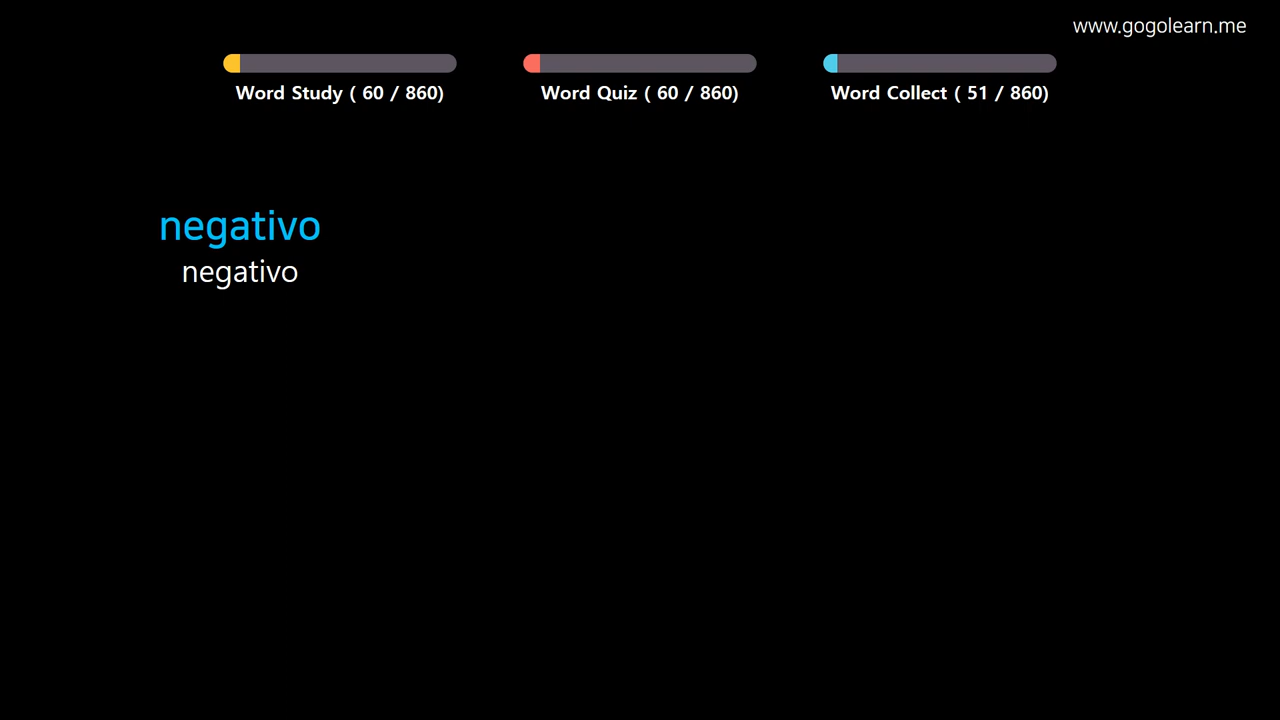 www.gogolearn.me
Word Study ( 60 / 860)
Word Quiz ( 60 / 860)
Word Collect ( 51 / 860)
negativo
negativo